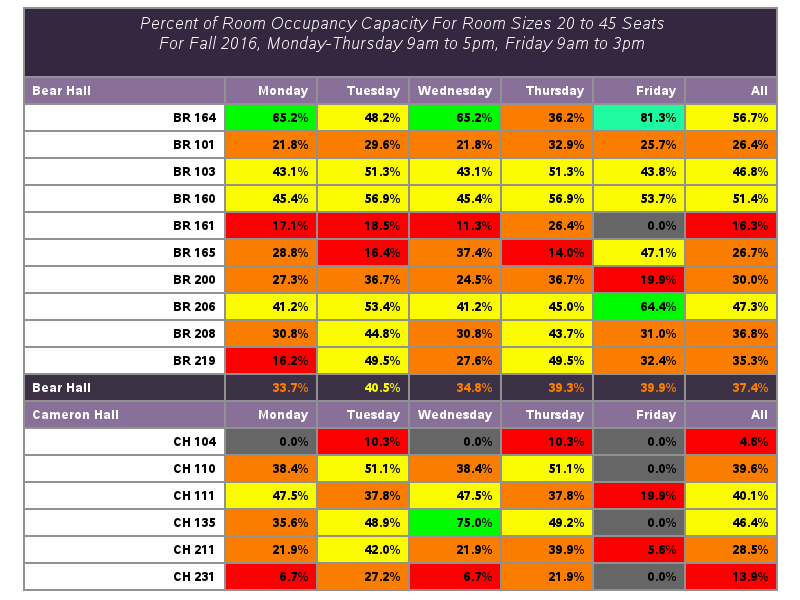 Percent of Room Occupancy Capacity For Room Sizes 20 to 45 Seats
For Fall 2016, Monday-Thursday 9am to 5pm, Friday 9am to 3pm
Bear Hall Monday Tuesday Wednesday Thursday Friday All
BR 164 65.2% 48.2% 65.2% 36.2% 81.3% 56.7%
BR 101 21.8% 29.6% 21.8% 32.9% 25.7% 26.4%
BR 103 43.1% 51.3% 43.1% 51.3% 43.8% 46.8%
BR 160 45.4% 56.9% 45.4% 56.9% 53.7% 51.4%
BR 161 17.1% 18.5% 11.3% 26.4% 0.0% 16.3%
BR 165 28.8% 16.4% 37.4% 14.0% 47.1% 26.7%
BR 200 27.3% 36.7% 24.5% 36.7% 19.9% 30.0%
BR 206 41.2% 53.4% 41.2% 45.0% 64.4% 47.3%
BR 208 30.8% 44.8% 30.8% 43.7% 31.0% 36.8%
BR 219 16.2% 49.5% 27.6% 49.5% 32.4% 35.3%
Bear Hall 33.7% 40.5% 34.8% 39.3% 39.9% 37.4%
Cameron Hall Monday Tuesday Wednesday Thursday Friday All
CH 104 0.0% 10.3% 0.0% 10.3% 0.0% 4.6%
CH 110 38.4% 51.1% 38.4% 51.1% 0.0% 39.6%
CH 111 47.5% 37.8% 47.5% 37.8% 19.9% 40.1%
CH 135 35.6% 48.9% 75.0% 49.2% 0.0% 46.4%
CH 211 21.9% 42.0% 21.9% 39.9% 5.6% 28.5%
CH 231 6.7% 27.2% 6.7% 21.9% 0.0% 13.9%